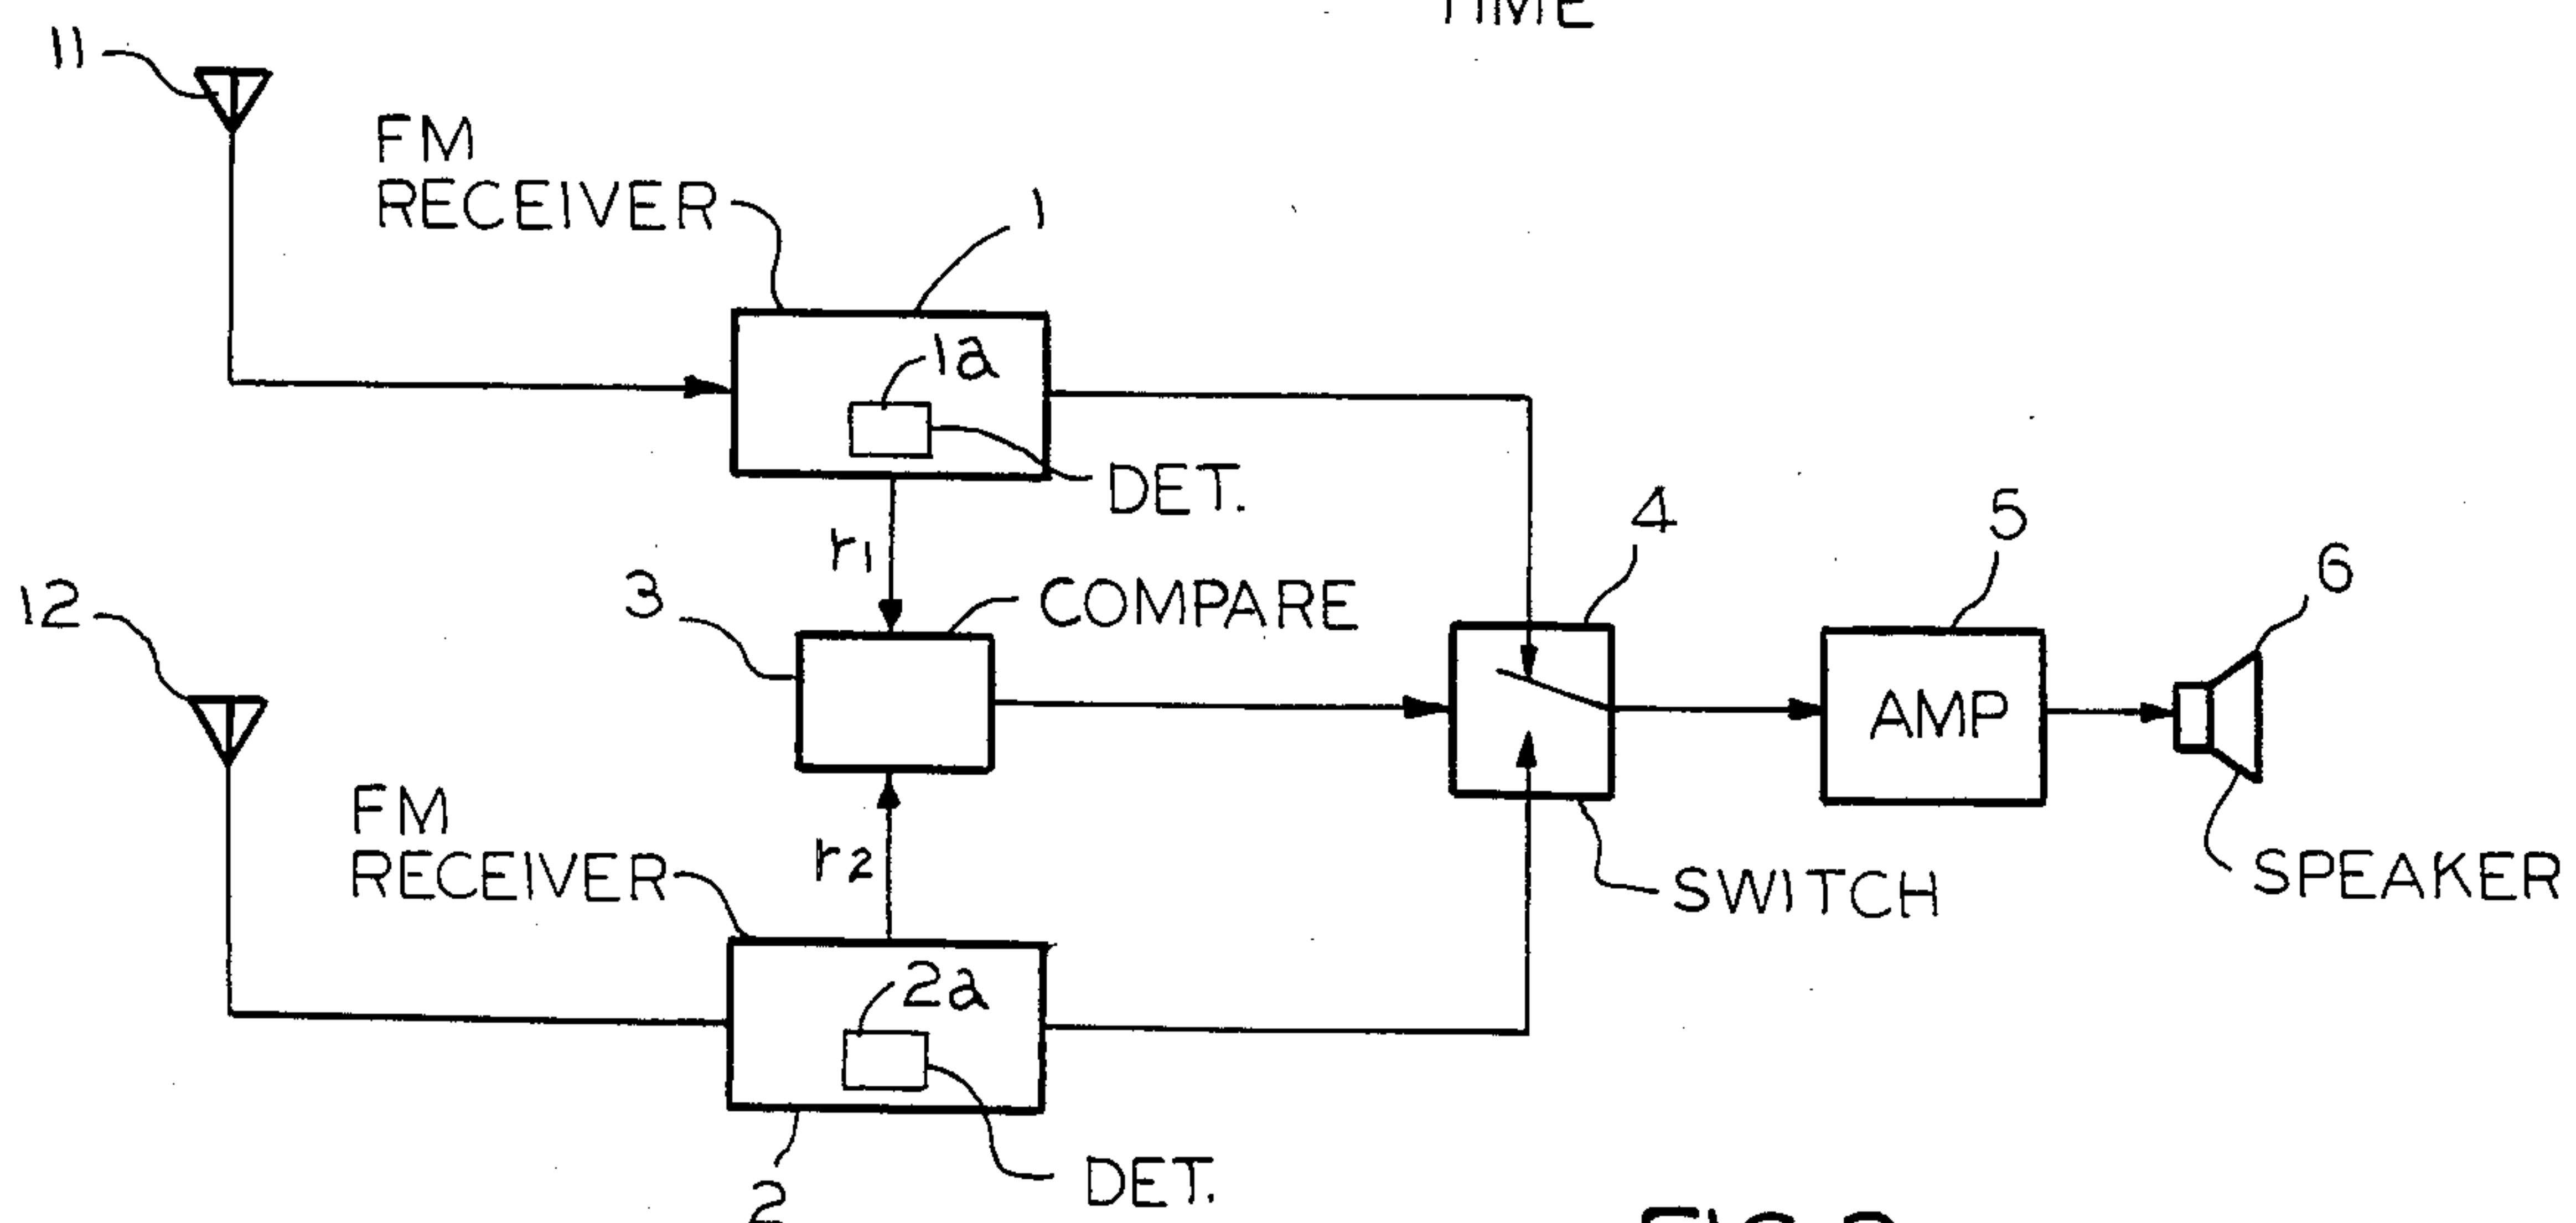 TIME
11
FM
RECEIVER
1
1a
DET.
r1
4
5
3
COMPARE
6
12
AMP
FM
RECEIVER
r2
SWITCH
SPEAKER
2a
DET.
2